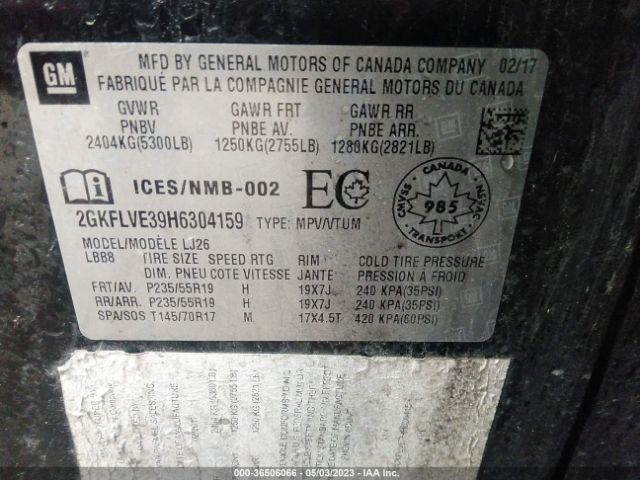 GM
MFD BY GENERAL MOTORS OF CANADA COMPANY 02/17
FABRIQUÉ PAR LA COMPAGNIE GENERAL MOTORS DU CANADA
GVWR GAWR FRT GAWR RR
PNBV PNBE AV. PNBE ARR.
2404KG(5300LB) 1250KG(2755LB) 1280KG(2821LB)
ICES/NMB-002 EC
CANADA
CMVSS NSVAC
985
TRANSPORT
2GKFLVE39H6304159 TYPE: MPV/VTUM
MODEL/MODÈLE LJ26
LBB8 TIRE SIZE SPEED RTG RIM COLD TIRE PRESSURE
DIM. PNEU COTE VITESSE JANTE PRESSION À FROID
FRT/AV. P235/55R19 H 19X7J 240 KPA(35PSI)
RR/ARR. P235/55R19 H 19X7J 240 KPA(35PSI)
SPA/SOS T145/70R17 M 17X4.5T 420 KPA(60PSI)
000-36506066 - 05/03/2023 - IAA Inc.